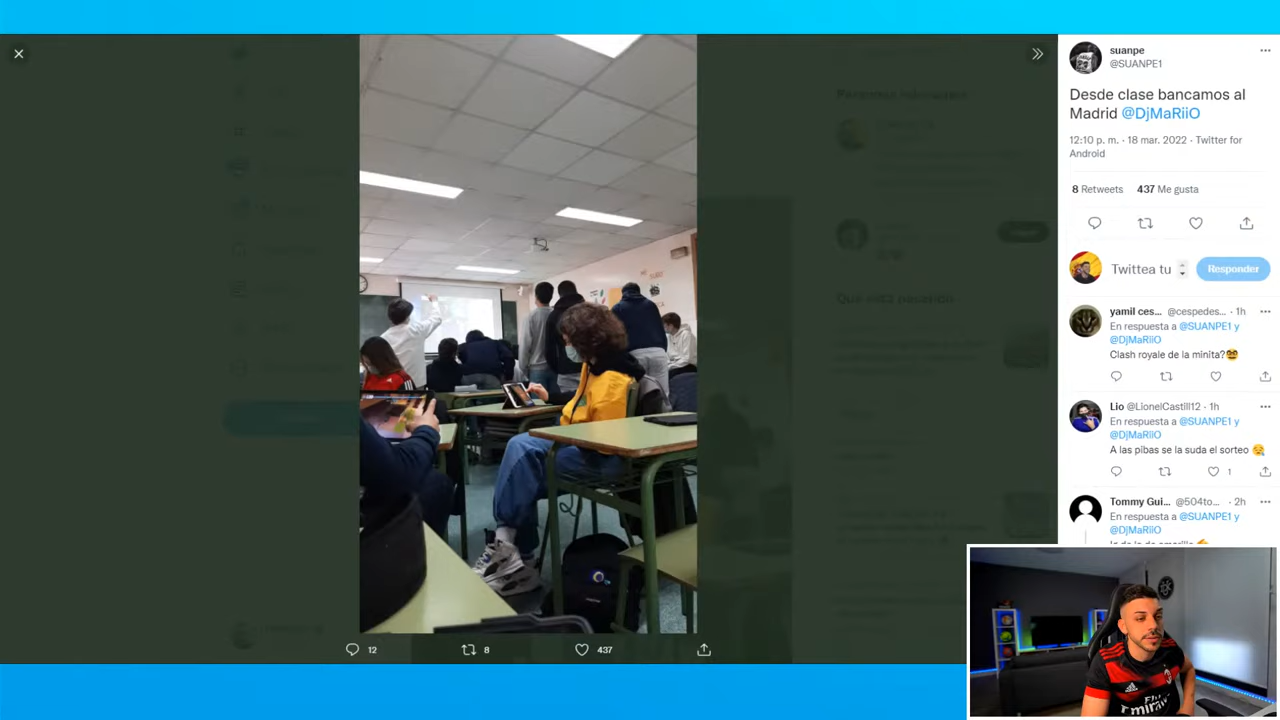 suanpe
@SUANPE1
Desde clase bancamos al
Madrid @DjMaRiiO
12:10 p. m. · 18 mar. 2022 · Twitter for
Android
8 Retweets 437 Me gusta
Twittea tu
Responder
yamil ces... @cespedes... · 1h
En respuesta a @SUANPE1 y
@DjMaRiiO
Clash royale de la minita?🤓
Lio @LionelCastill12 · 1h
En respuesta a @SUANPE1 y
@DjMaRiiO
A las pibas se la suda el sorteo 😥
1
Tommy Gui... @504to... · 2h
En respuesta a @SUANPE1 y
@DjMaRiiO
12 8 437